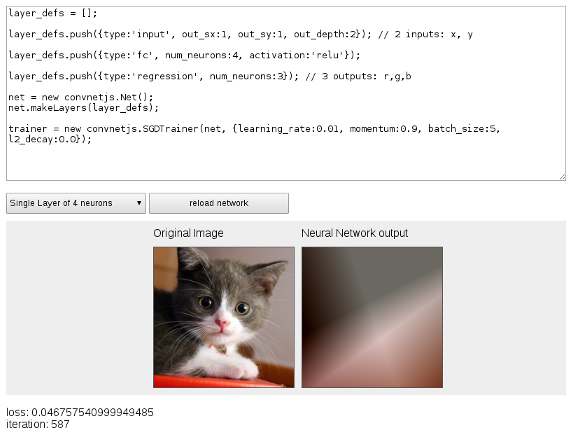 layer_defs = [];
layer_defs.push({type:'input', out_sx:1, out_sy:1, out_depth:2}); // 2 inputs: x, y
layer_defs.push({type:'fc', num_neurons:4, activation:'relu'});
layer_defs.push({type:'regression', num_neurons:3}); // 3 outputs: r,g,b
net = new convnetjs.Net();
net.makeLayers(layer_defs);
trainer = new convnetjs.SGDTrainer(net, {learning_rate:0.01, momentum:0.9, batch_size:5,
l2_decay:0.0});
Single Layer of 4 neurons
reload network
Original Image
Neural Network output
loss: 0.046757540999949485
iteration: 587